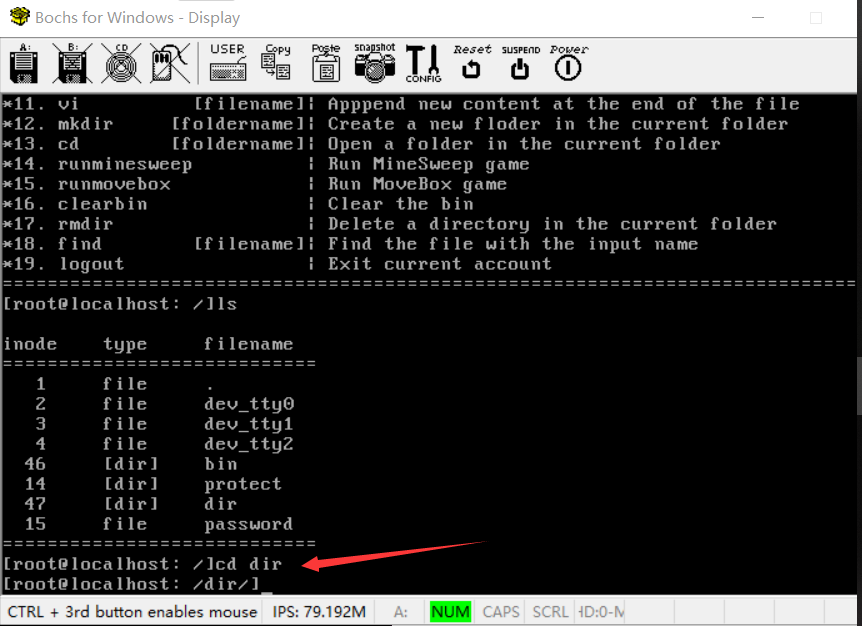 Bochs for Windows - Display
A: B: CD USER Copy Paste snapshot CONFIG Reset SUSPEND Power
*11. vi [filename]¦ Apppend new content at the end of the file
*12. mkdir [foldername]¦ Create a new floder in the current folder
*13. cd [foldername]¦ Open a folder in the current folder
*14. runminesweep ¦ Run MineSweep game
*15. runmovebox ¦ Run MoveBox game
*16. clearbin ¦ Clear the bin
*17. rmdir ¦ Delete a directory in the current folder
*18. find [filename]¦ Find the file with the input name
*19. logout ¦ Exit current account
============================================================================
[root@localhost: /]ls
inode type filename
============================
1 file .
2 file dev_tty0
3 file dev_tty1
4 file dev_tty2
46 [dir] bin
14 [dir] protect
47 [dir] dir
15 file password
============================
[root@localhost: /]cd dir
[root@localhost: /dir/]_
CTRL + 3rd button enables mouse IPS: 79.192M A: NUM CAPS SCRL HD:0-M